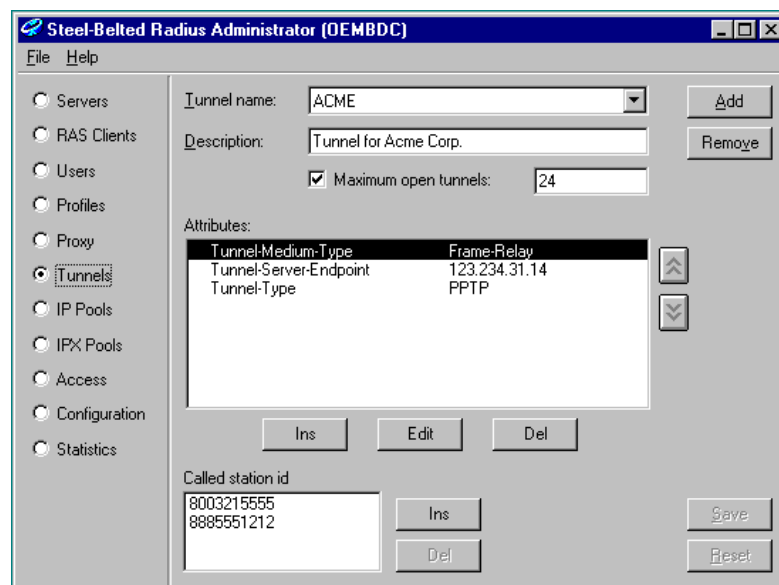 Steel-Belted Radius Administrator (OEMBDC)
File Help
Servers
RAS Clients
Users
Profiles
Proxy
Tunnels
IP Pools
IPX Pools
Access
Configuration
Statistics
Tunnel name: ACME Add
Description: Tunnel for Acme Corp. Remove
Maximum open tunnels: 24
Attributes:
Tunnel-Medium-Type Frame-Relay
Tunnel-Server-Endpoint 123.234.31.14
Tunnel-Type PPTP
Ins Edit Del
Called station id
8003215555
8885551212
Ins
Del
Save
Reset